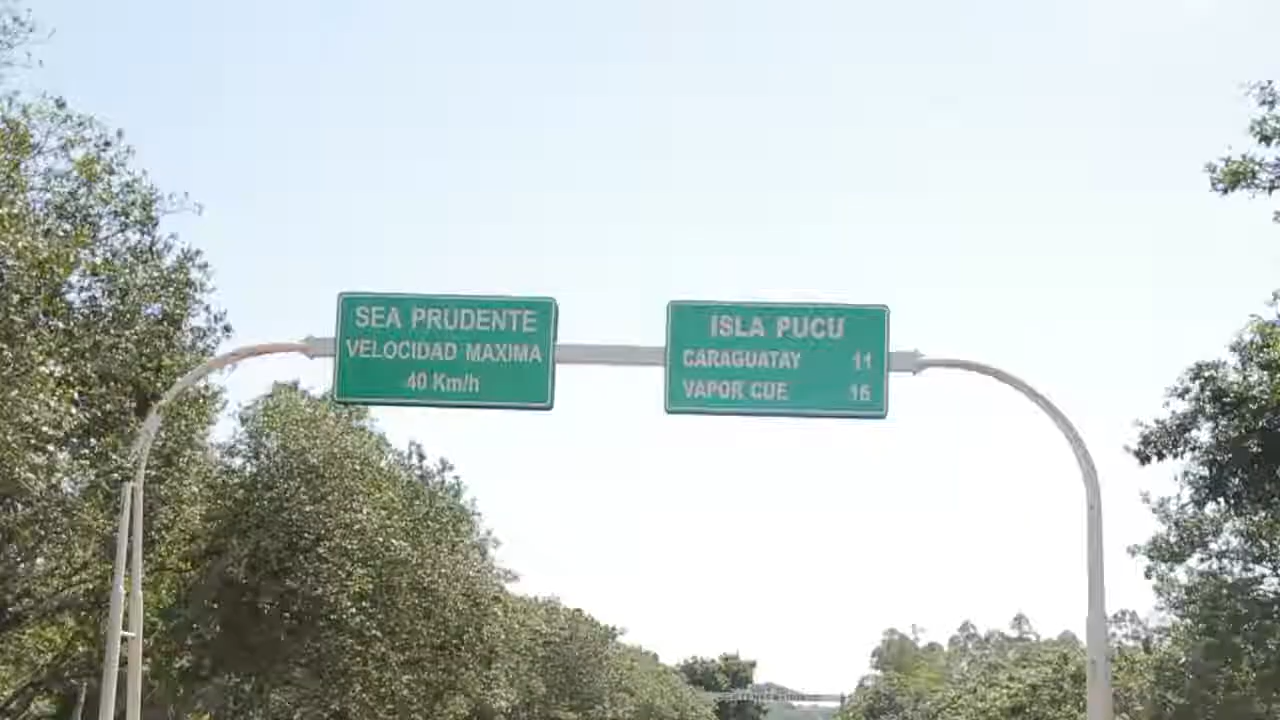 SEA PRUDENTE
VELOCIDAD MAXIMA
40 Km/h
ISLA PUCU
CARAGUATAY 11
VAPOR CUE 16